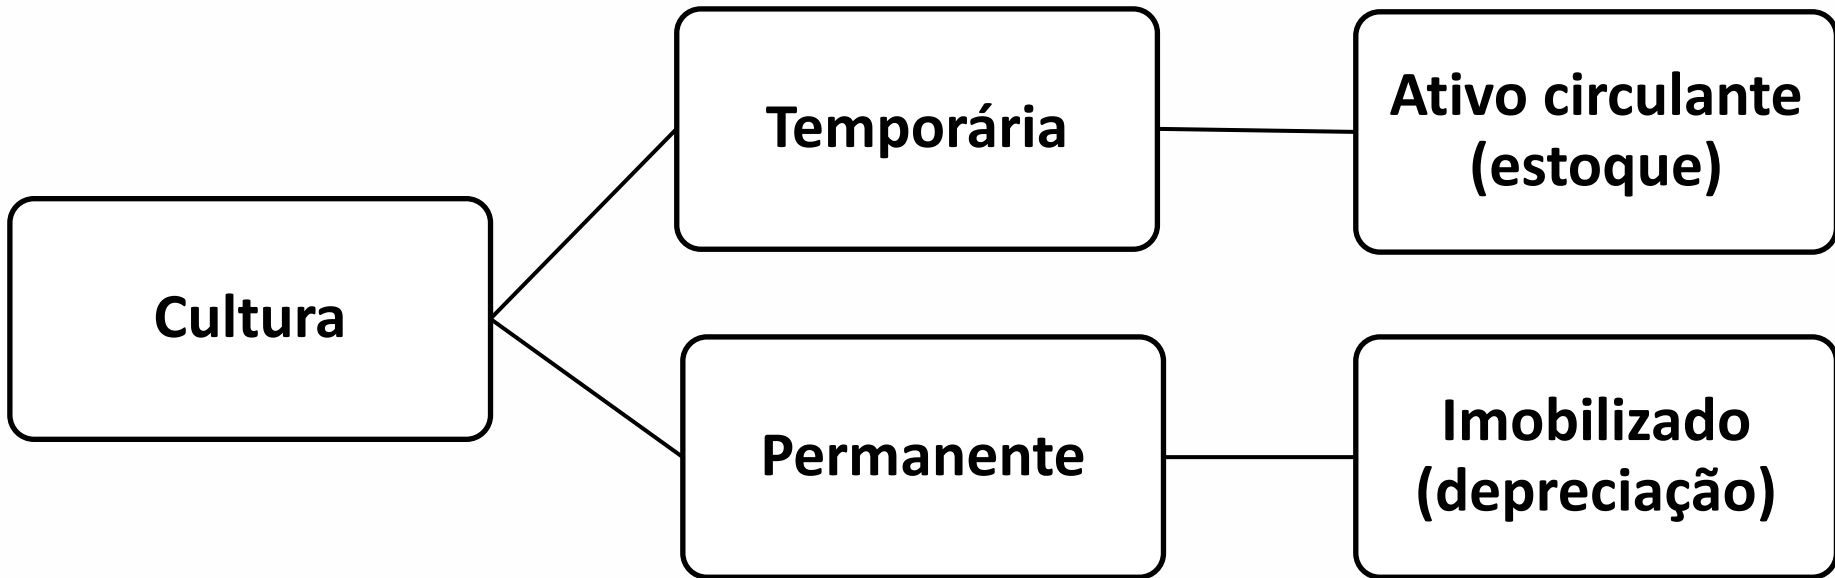 Cultura
Temporária
Ativo circulante
(estoque)
Permanente
Imobilizado
(depreciação)